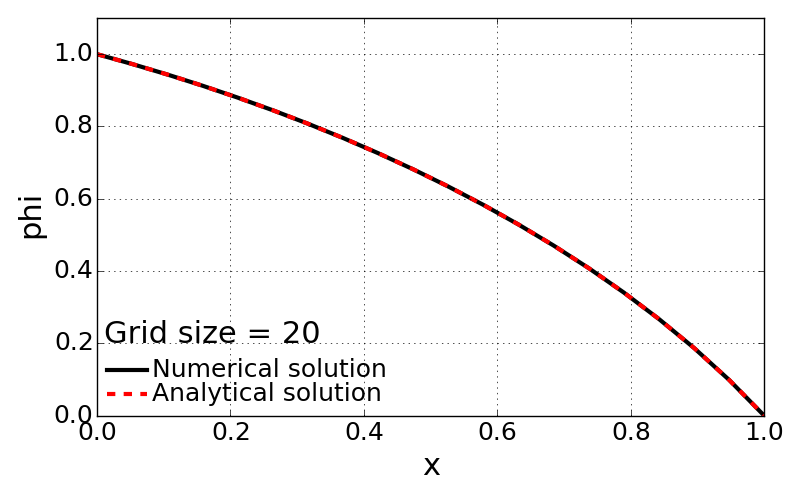 1.0
0.8
0.6
0.4
0.2
0.0
phi
Grid size = 20
Numerical solution
Analytical solution
0.0 0.2 0.4 0.6 0.8 1.0
x